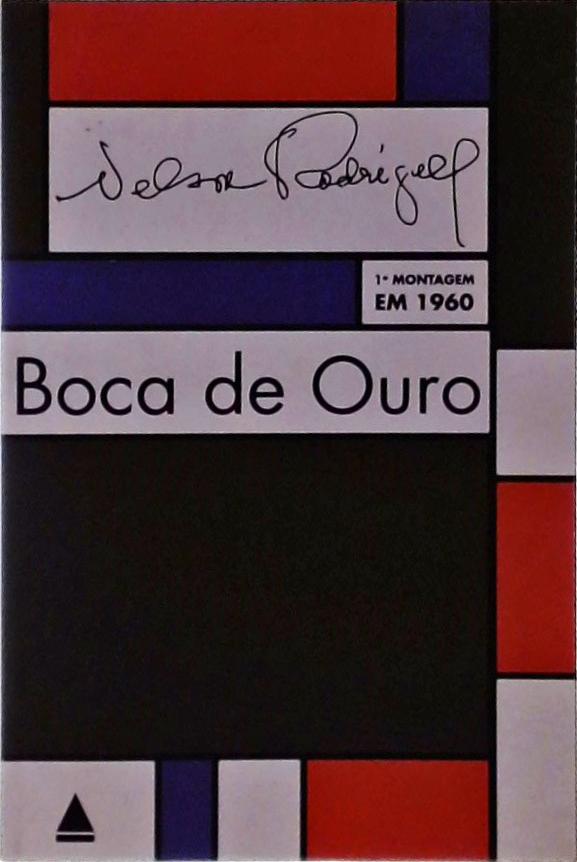 Nelson Rodrigues
1ª MONTAGEM
EM 1960
Boca de Ouro